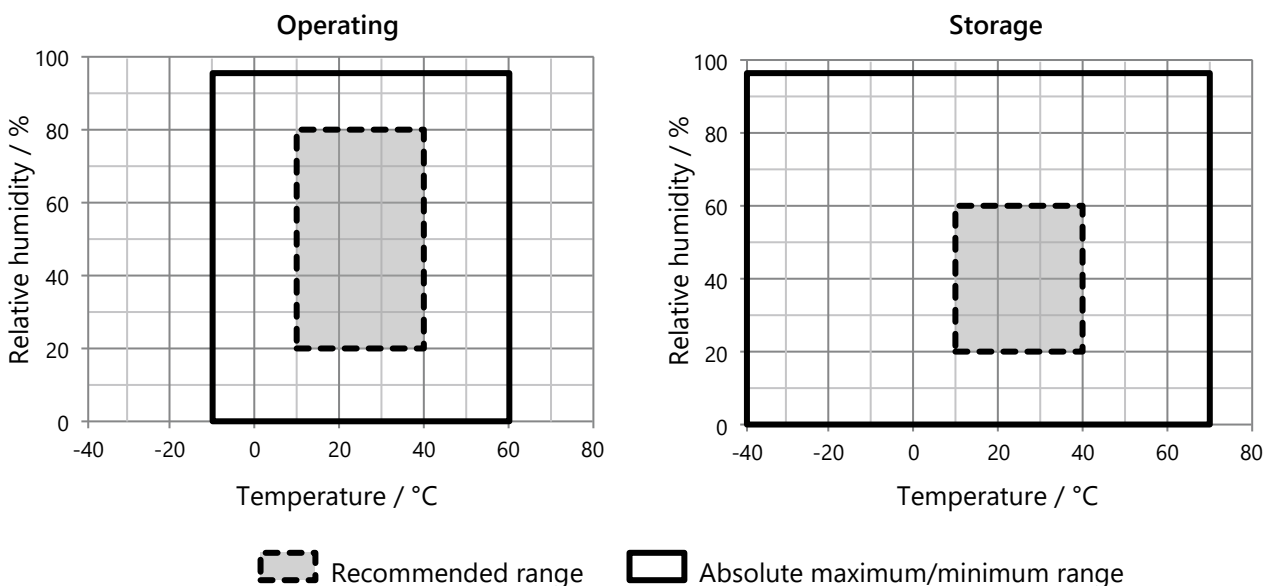 Operating
Relative humidity / %
100
80
60
40
20
0
-40 -20 0 20 40 60 80
Temperature / °C
Storage
Relative humidity / %
100
80
60
40
20
0
-40 -20 0 20 40 60 80
Temperature / °C
Recommended range
Absolute maximum/minimum range